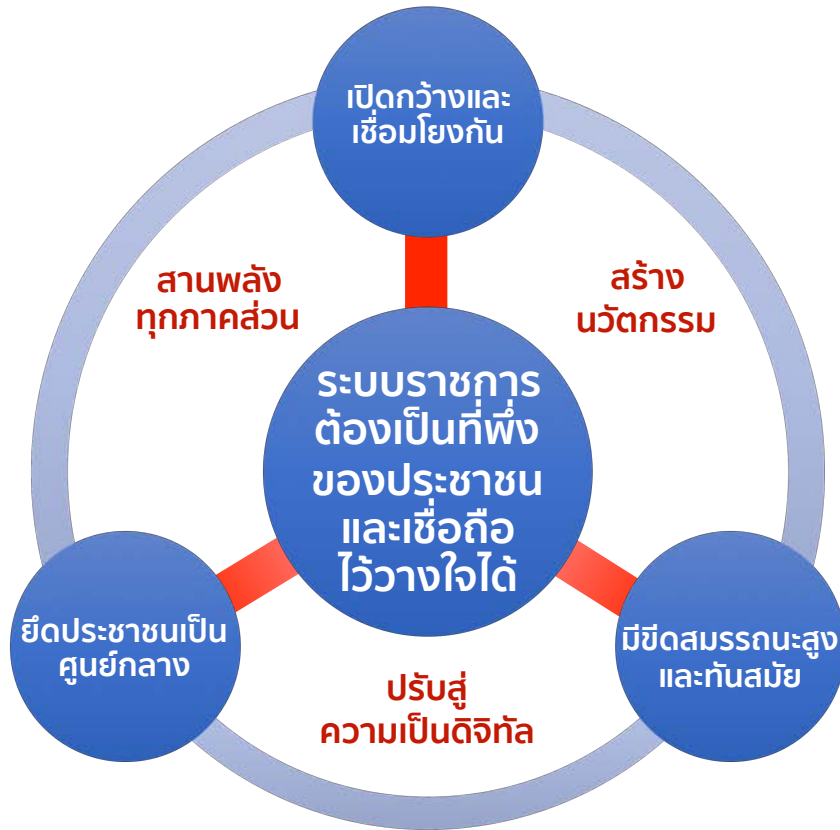 เปิดกว้างและ
เชื่อมโยงกัน
สานพลัง
ทุกภาคส่วน
สร้าง
นวัตกรรม
ระบบราชการ
ต้องเป็นที่พึ่ง
ของประชาชน
และเชื่อถือ
ไว้วางใจได้
ยึดประชาชนเป็น
ศูนย์กลาง
มีขีดสมรรถนะสูง
และทันสมัย
ปรับสู่
ความเป็นดิจิทัล